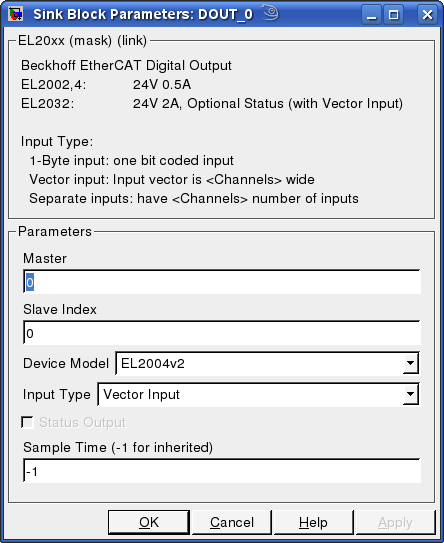 Sink Block Parameters: DOUT_0
EL20xx (mask) (link)
Beckhoff EtherCAT Digital Output
EL2002,4: 24V 0.5A
EL2032: 24V 2A, Optional Status (with Vector Input)
Input Type:
1-Byte input: one bit coded input
Vector input: Input vector is <Channels> wide
Separate inputs: have <Channels> number of inputs
Parameters
Master
0
Slave Index
0
Device Model EL2004v2
Input Type Vector Input
Status Output
Sample Time (-1 for inherited)
-1
OK Cancel Help Apply